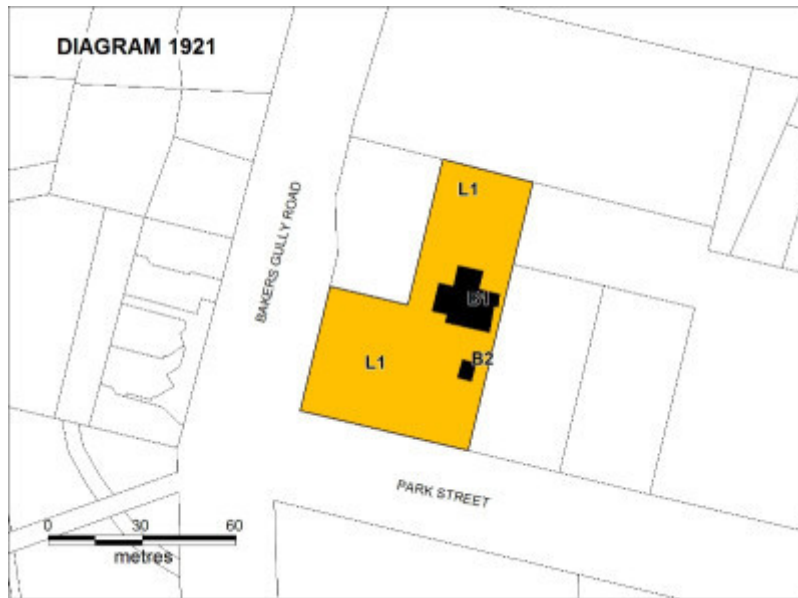 DIAGRAM 1921
L1
BAKERS GULLY ROAD
B1
L1
B2
PARK STREET
0 30 60
metres